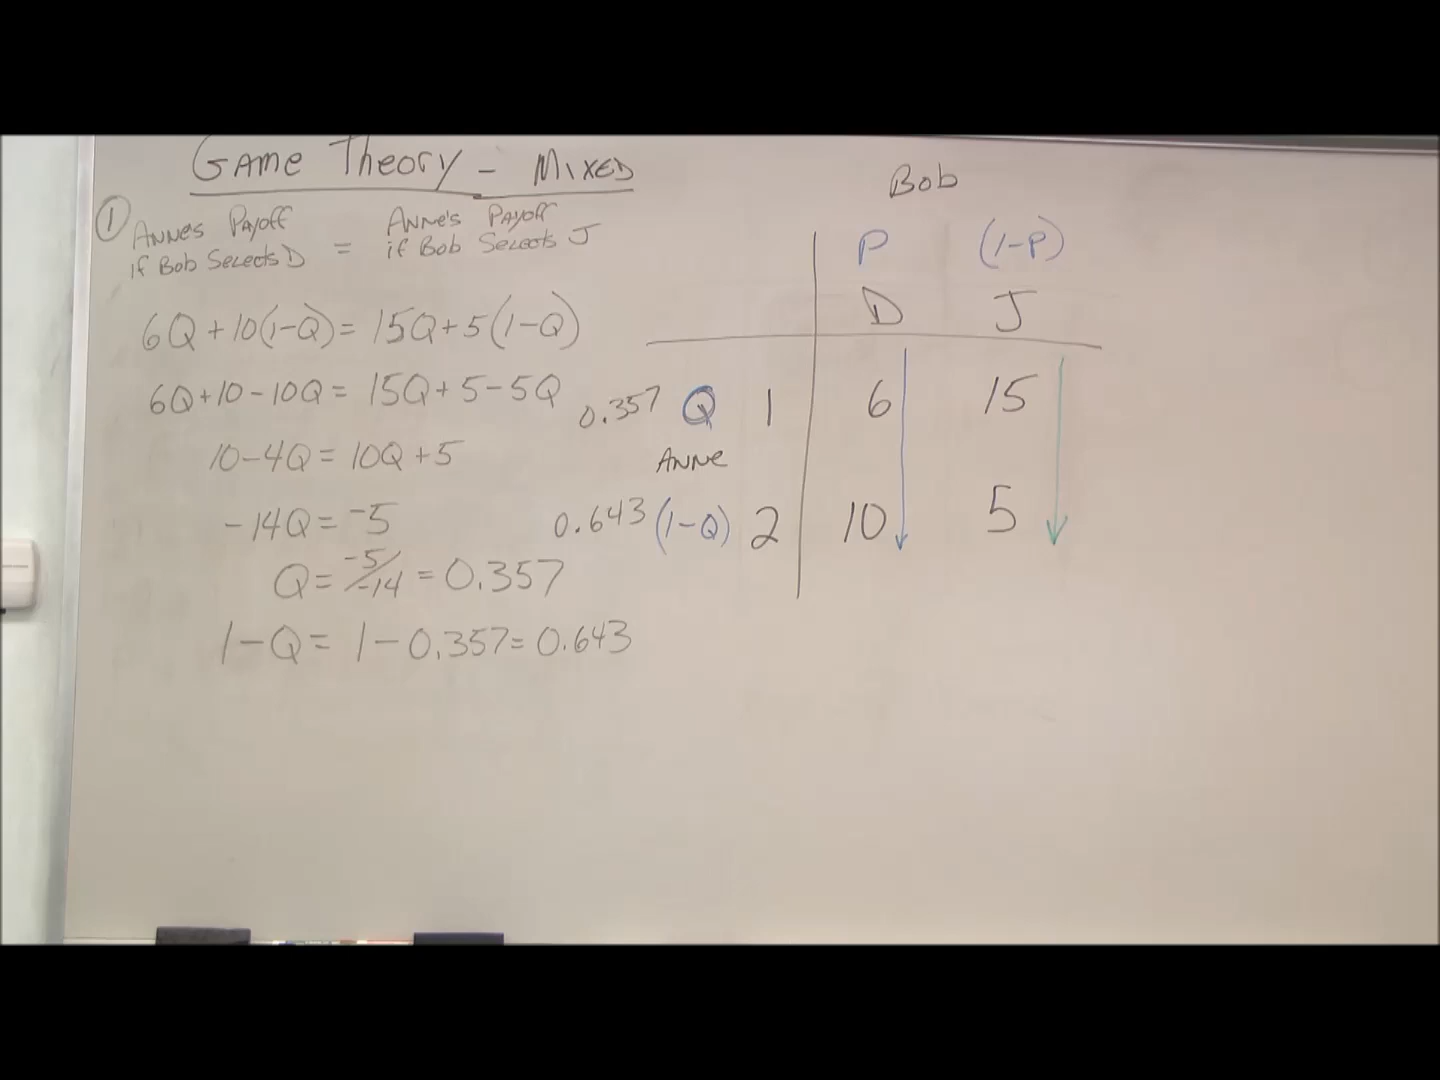 Game Theory - Mixed
① Anne's Payoff if Bob Selects D = Anne's Payoff if Bob Selects J
6Q + 10(1-Q) = 15Q + 5(1-Q)
6Q + 10 - 10Q = 15Q + 5 - 5Q
10 - 4Q = 10Q + 5
-14Q = -5
Q = -5/-14 = 0.357
1 - Q = 1 - 0.357 = 0.643
Bob
P (1-P)
D J
0.357 Q 1 6 15
Anne
0.643 (1-Q) 2 10 5